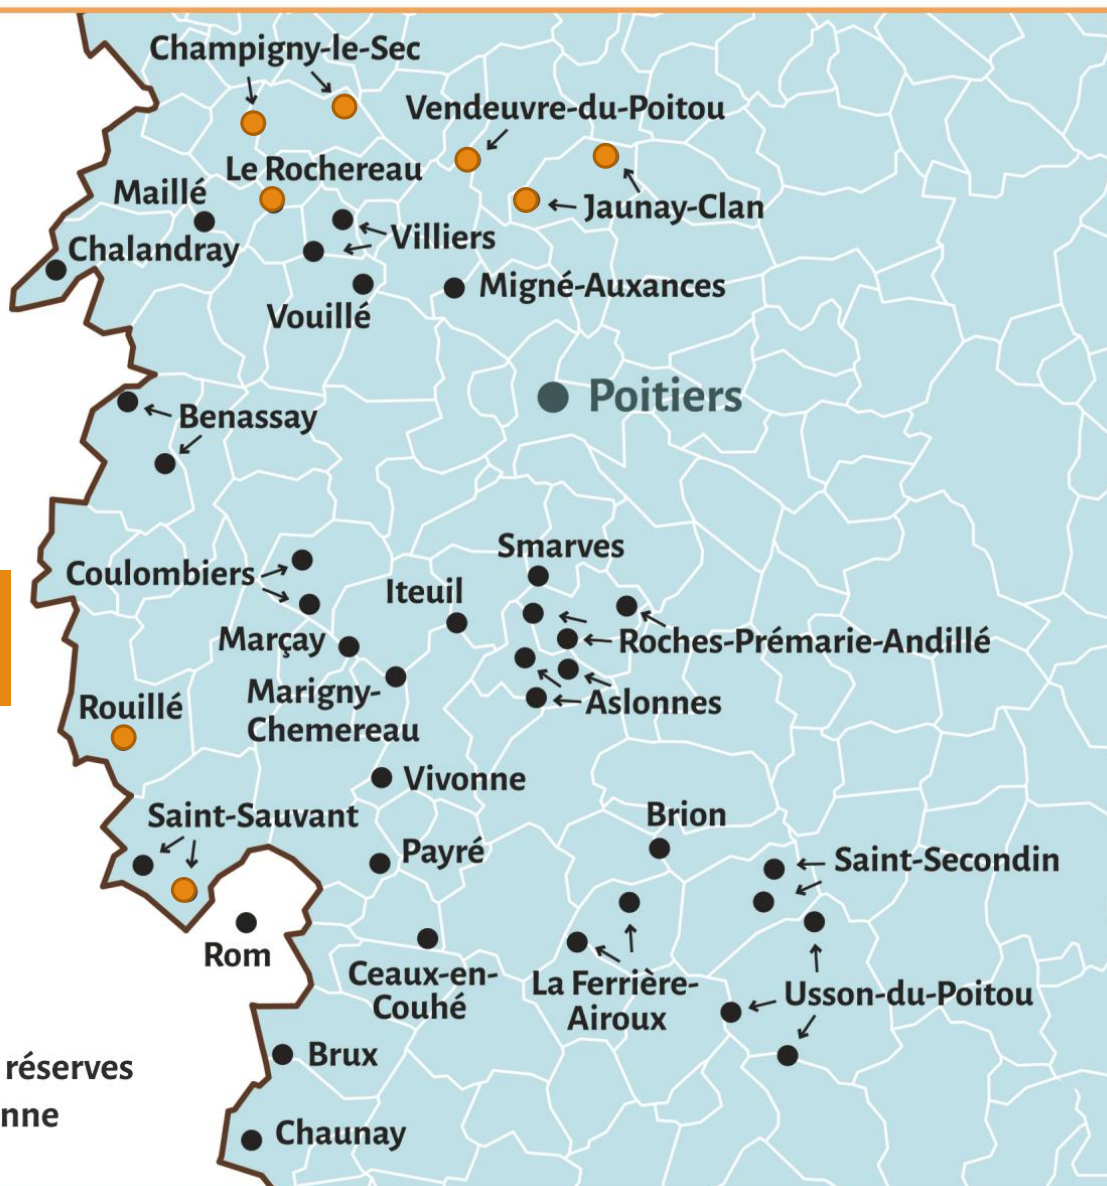 Champigny-le-Sec
Vendeuvre-du-Poitou
Le Rochereau
Maillé
Jaunay-Clan
Villiers
Chalandray
Migné-Auxances
Vouillé
Poitiers
Benassay
Smarves
Coulombiers
Iteuil
Marçay
Roches-Prémarie-Andillé
Marigny-
Chemereau
Aslonnes
Rouillé
Vivonne
Saint-Sauvant
Brion
Payré
Saint-Secondin
Rom
Ceaux-en-
Couhé
La Ferrière-
Airoux
Usson-du-Poitou
Brux
réserves
nne
Chaunay